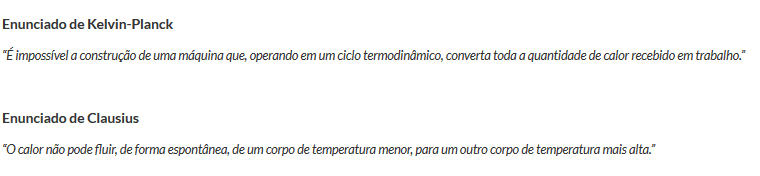 Enunciado de Kelvin-Planck
"É impossível a construção de uma máquina que, operando em um ciclo termodinâmico, converta toda a quantidade de calor recebido em trabalho."
Enunciado de Clausius
"O calor não pode fluir, de forma espontânea, de um corpo de temperatura menor, para um outro corpo de temperatura mais alta."